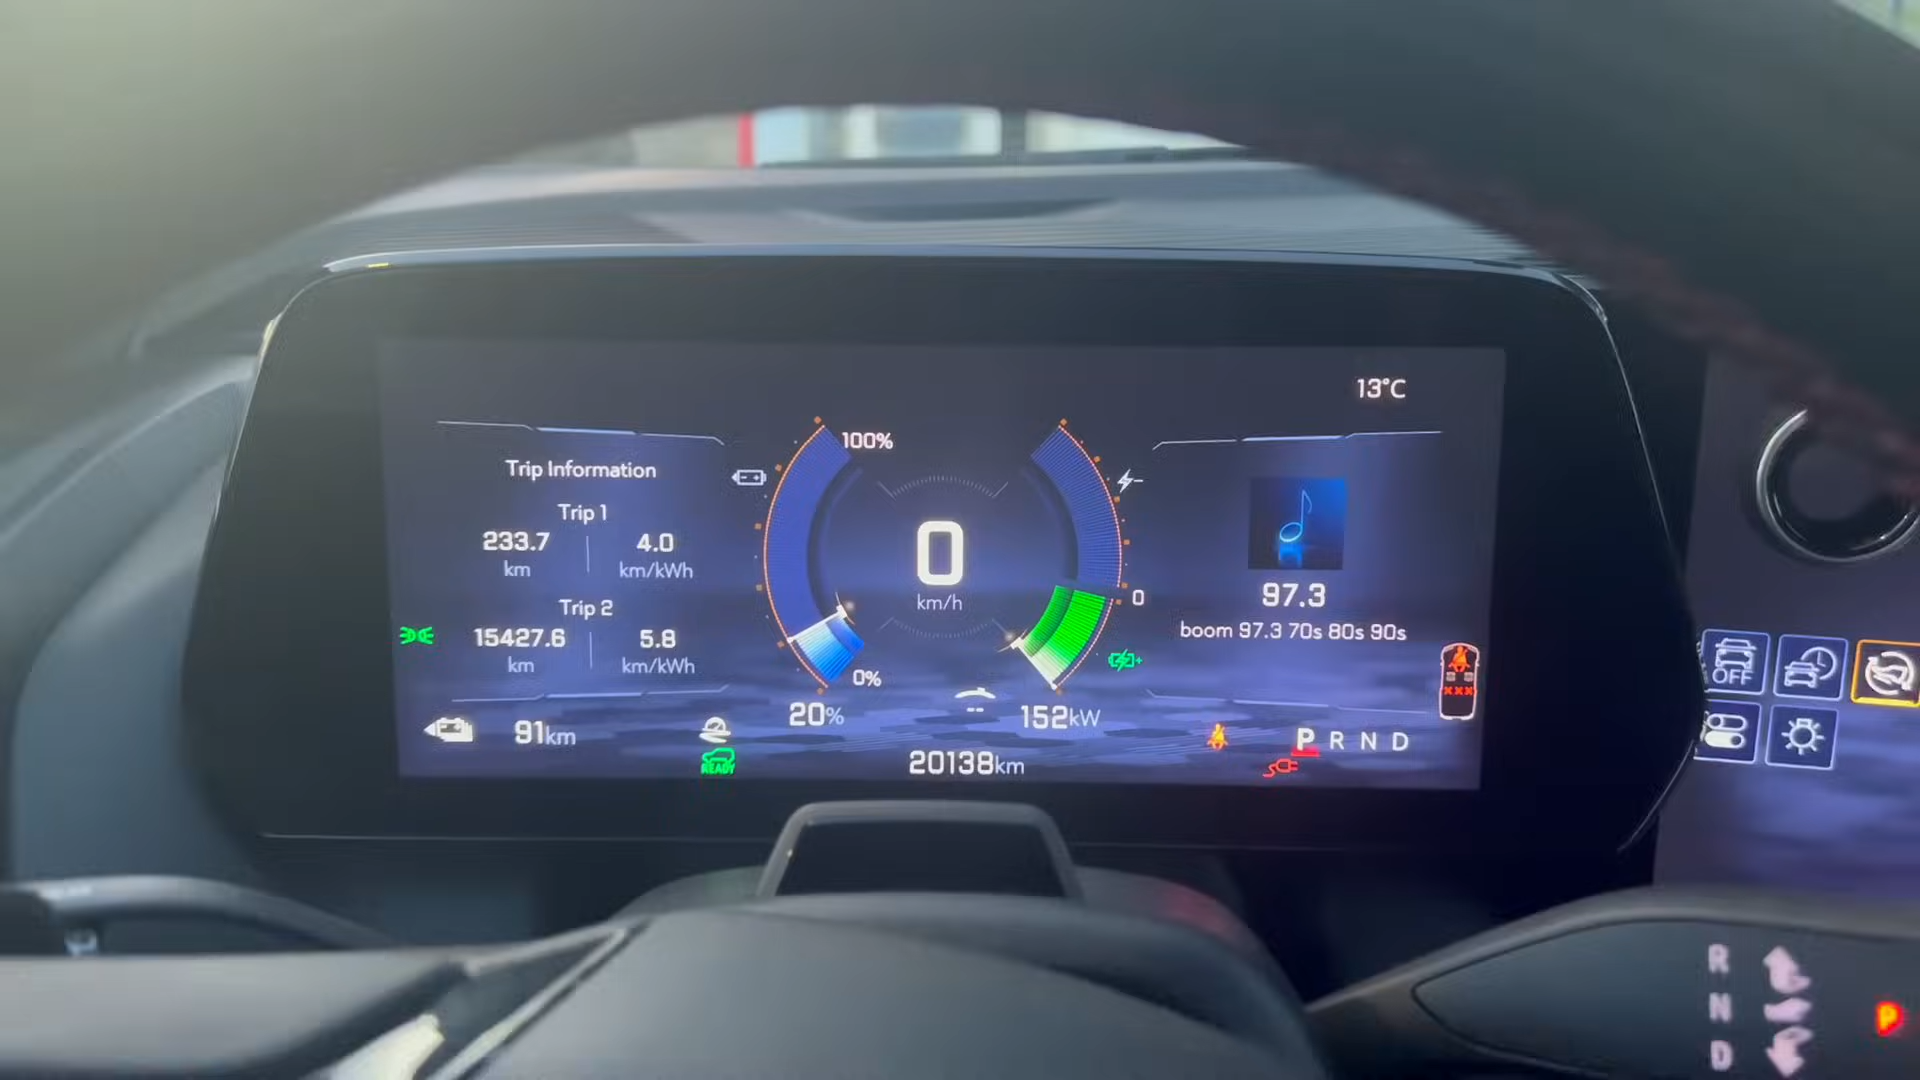 13°C
100%
Trip Information
Trip 1
233.7 km
4.0 km/kWh
Trip 2
15427.6 km
5.8 km/kWh
0
km/h
0
97.3
boom 97.3 70s 80s 90s
0%
20%
152kW
91km
READY
20138km
P R N D
OFF
R
N
D
P